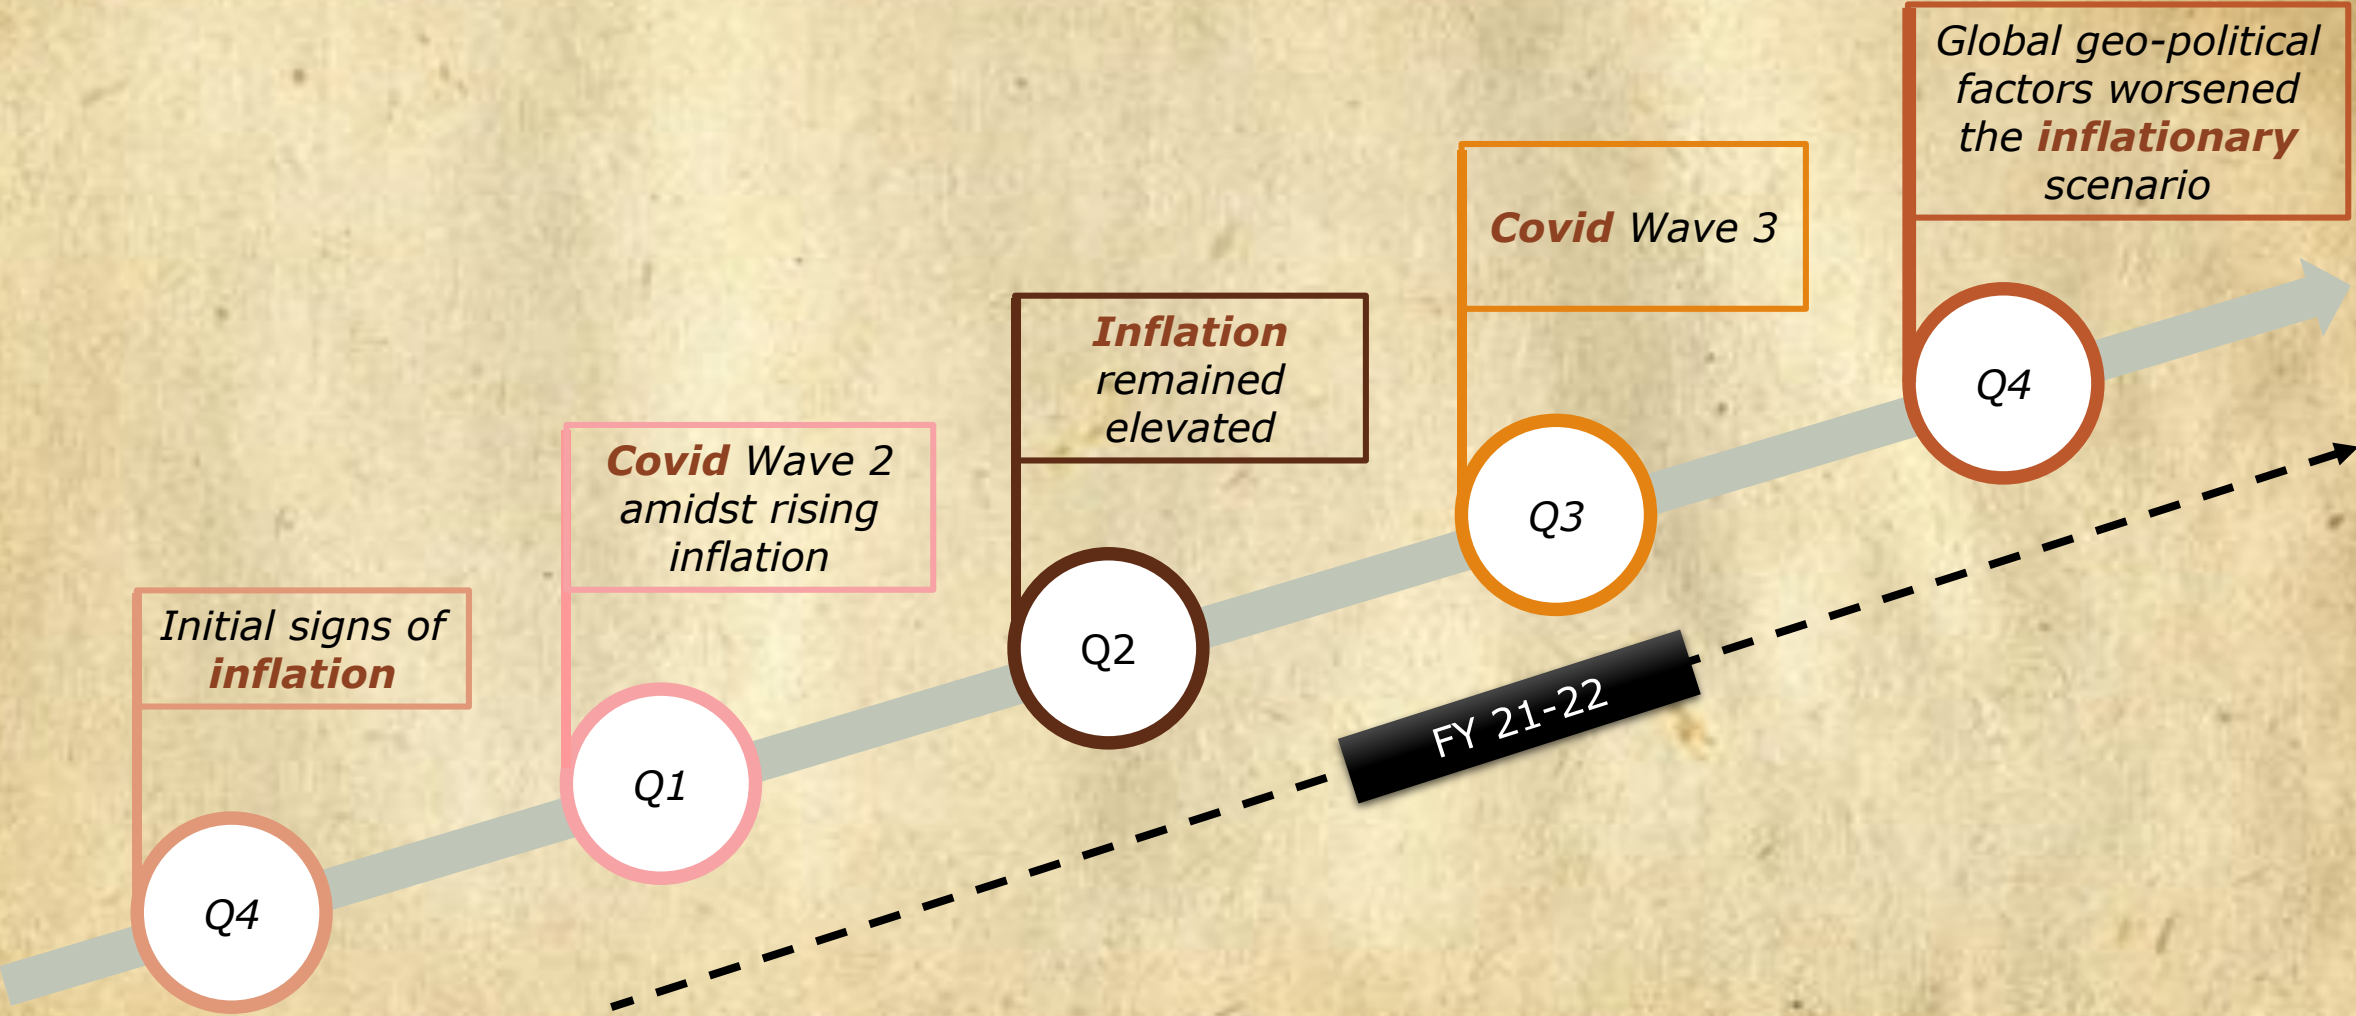 Initial signs of
inflation
Q4
Covid Wave 2
amidst rising
inflation
Q1
Inflation
remained
elevated
Q2
Covid Wave 3
Q3
Global geo-political
factors worsened
the inflationary
scenario
Q4
FY 21-22